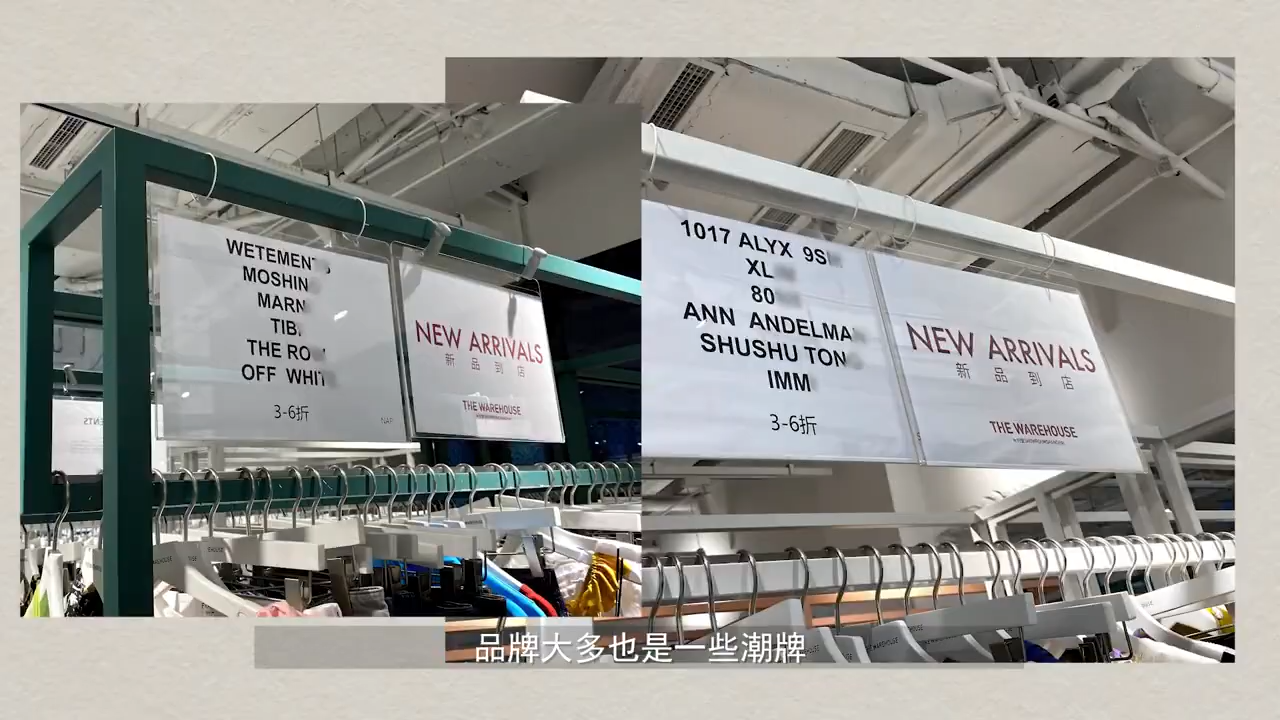 WETEMEN
MOSHIN
MARN
TIB
THE RO
OFF WHIT
3-6折
NAP
NEW ARRIVALS
新品到店
THE WAREHOUSE
1017 ALYX 9S
XL
80
ANN ANDELMA
SHUSHU TON
IMM
3-6折
NEW ARRIVALS
新品到店
THE WAREHOUSE
品牌大多也是一些潮牌